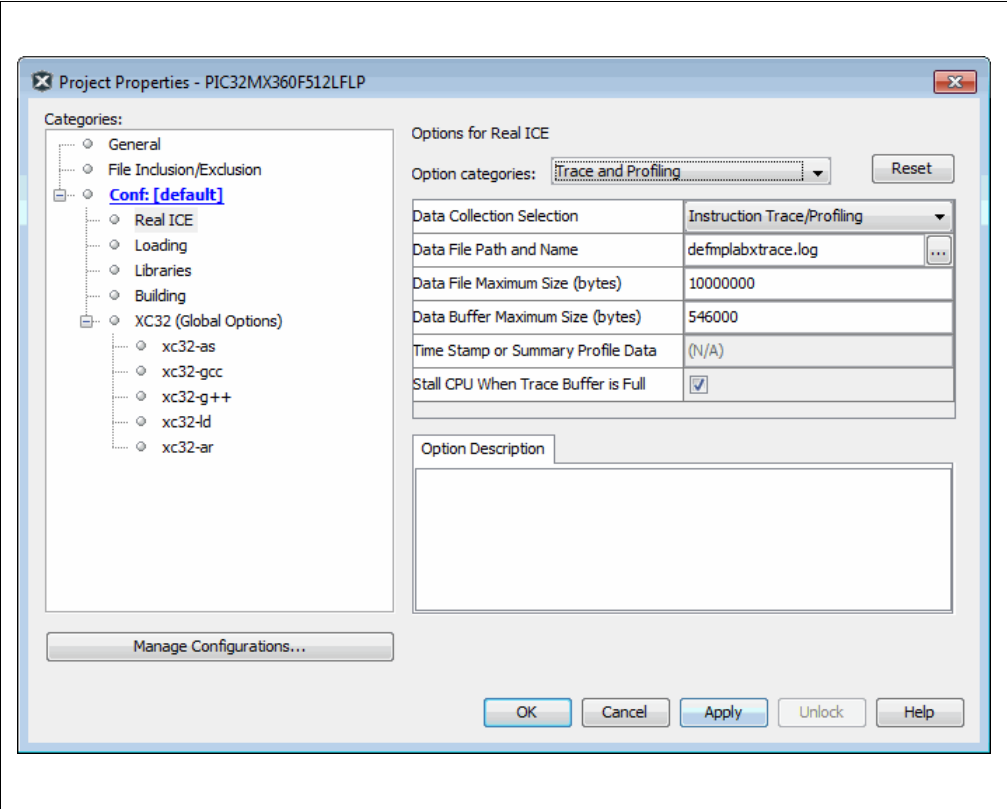 Project Properties - PIC32MX360F512LFLP
Categories:
General
File Inclusion/Exclusion
Conf: [default]
Real ICE
Loading
Libraries
Building
XC32 (Global Options)
xc32-as
xc32-gcc
xc32-g++
xc32-ld
xc32-ar
Manage Configurations...
Options for Real ICE
Option categories: Trace and Profiling Reset
Data Collection Selection Instruction Trace/Profiling
Data File Path and Name defmplabxtrace.log ...
Data File Maximum Size (bytes) 10000000
Data Buffer Maximum Size (bytes) 546000
Time Stamp or Summary Profile Data (N/A)
Stall CPU When Trace Buffer is Full
Option Description
OK Cancel Apply Unlock Help